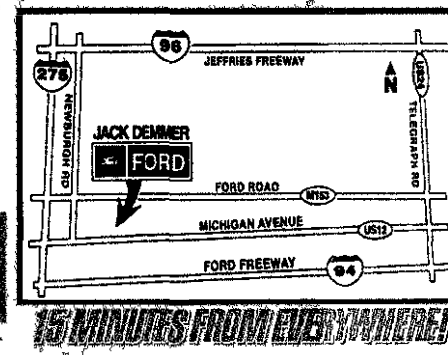 96
JEFFRIES FREEWAY
275
US24
N
NEWBURGH RD
TELEGRAPH RD
JACK DEMMER
FORD
FORD ROAD
M153
MICHIGAN AVENUE
US12
FORD FREEWAY
94
15 MINUTES FROM EVERYWHERE!